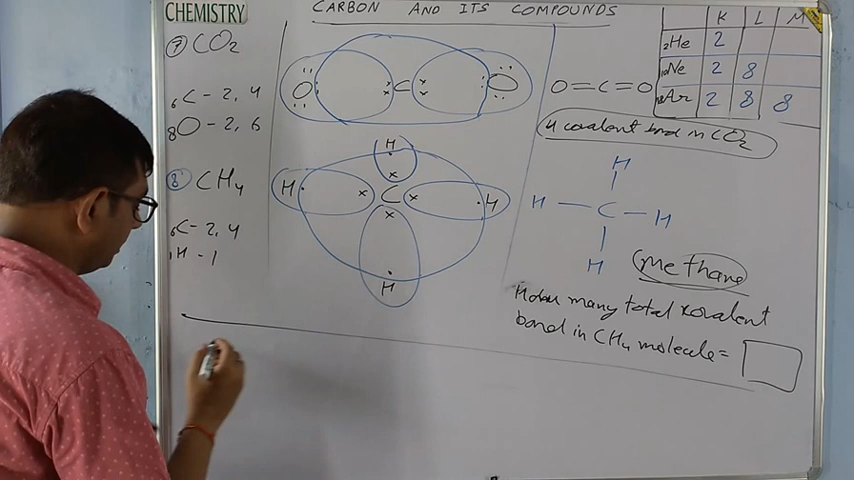 CHEMISTRY
CARBON AND ITS COMPOUNDS
K L M
2He 2
10Ne 2 8
18Ar 2 8 8
7 CO2
6C - 2, 4
8O - 2, 6
O C O
O=C=O
4 covalent bond in CO2
8 CH4
6C - 2, 4
1H - 1
H
H C H
H
H
H - C - H
H
methane
How many total covalent
bond in CH4 molecule=